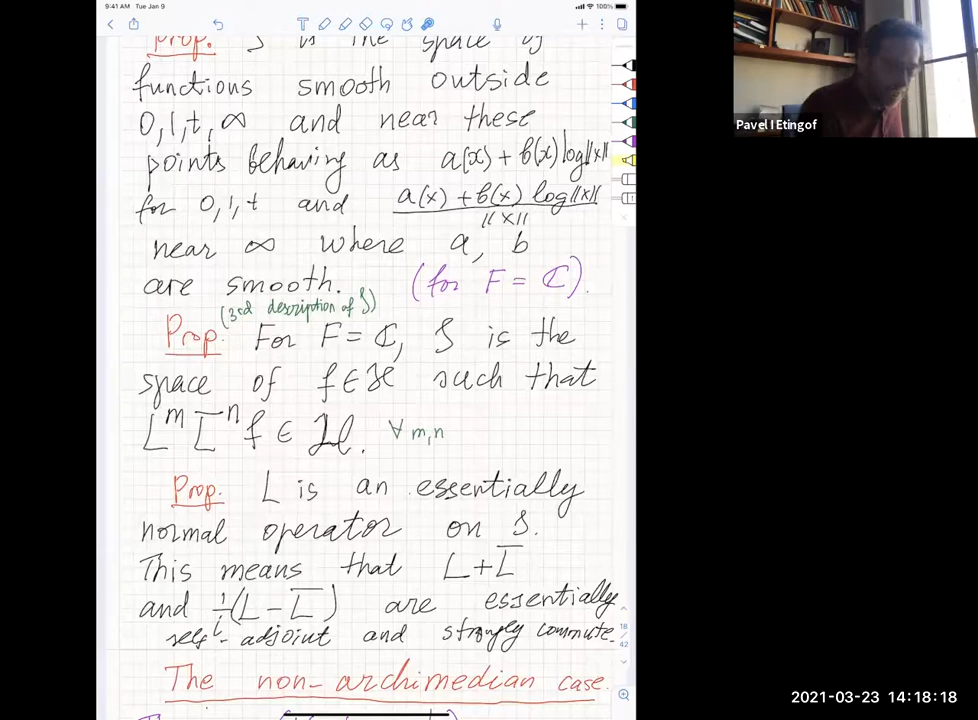 9:41 AM Tue Jan 9
100%
Prop. S is the space of
functions smooth outside
0,1,t,∞ and near these
points behaving as a(x) + b(x) log||x||
for 0,1,t and a(x) + b(x) log||x||
||x||
near ∞ where a, b
are smooth. (for F = ℂ).
(3rd description of S)
Prop. For F = ℂ, S is the
space of f ∈ ℋ such that
L^m L̅^n f ∈ ℋ. ∀ m,n
Prop. L is an essentially
normal operator on S.
This means that L + L̅
and 1/i (L - L̅) are essentially
self-adjoint and strongly commute.
The non-archimedian case.
18
/
42
Pavel I Etingof
2021-03-23 14:18:18